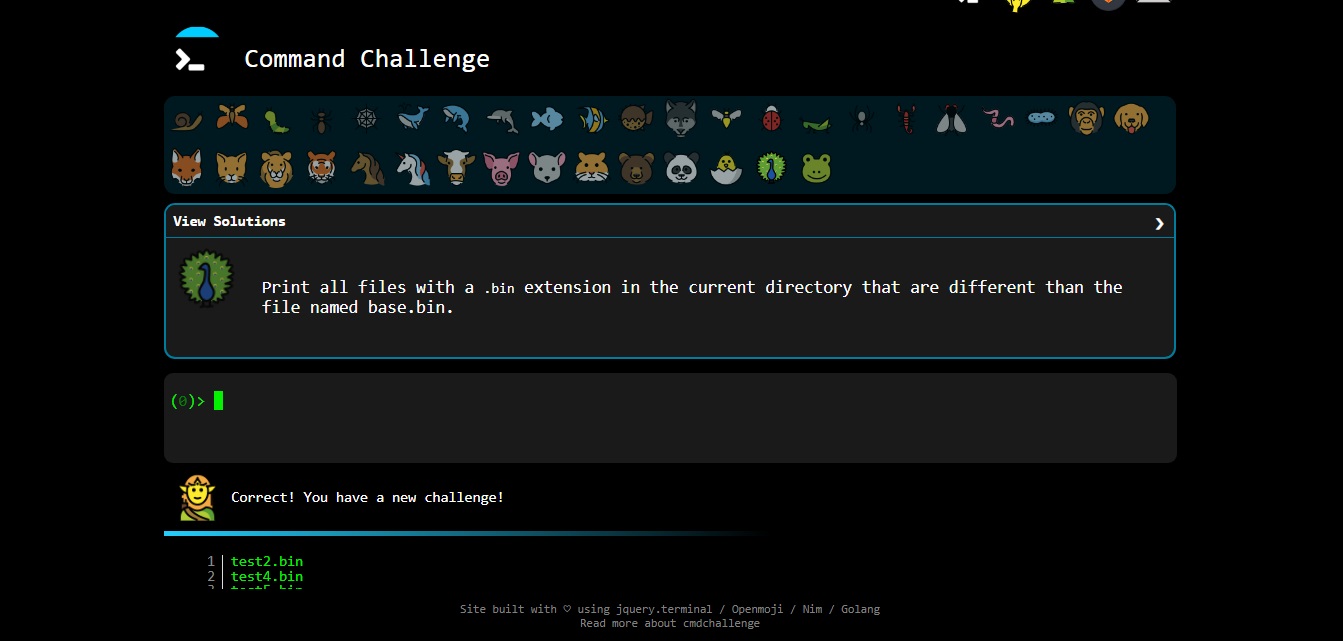 Command Challenge
View Solutions
Print all files with a .bin extension in the current directory that are different than the
file named base.bin.
(0)>
Correct! You have a new challenge!
1 test2.bin
2 test4.bin
Site built with ♡ using jquery.terminal / Openmoji / Nim / Golang
Read more about cmdchallenge